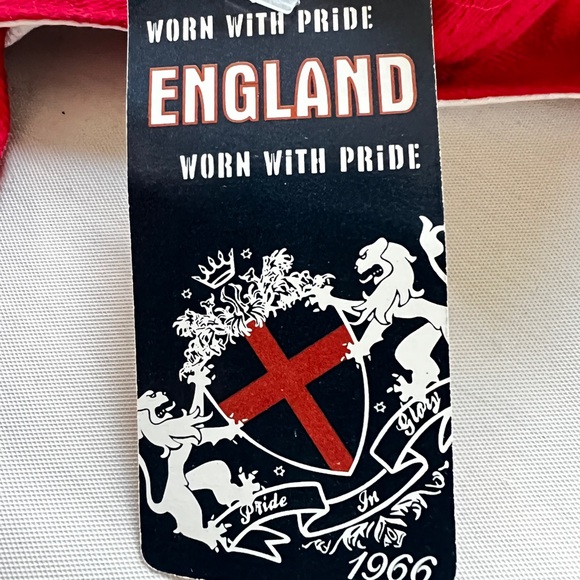 WORN WiTH PRiDE
ENGLAND
WORN WiTH PRiDE
Pride In Glory
1966